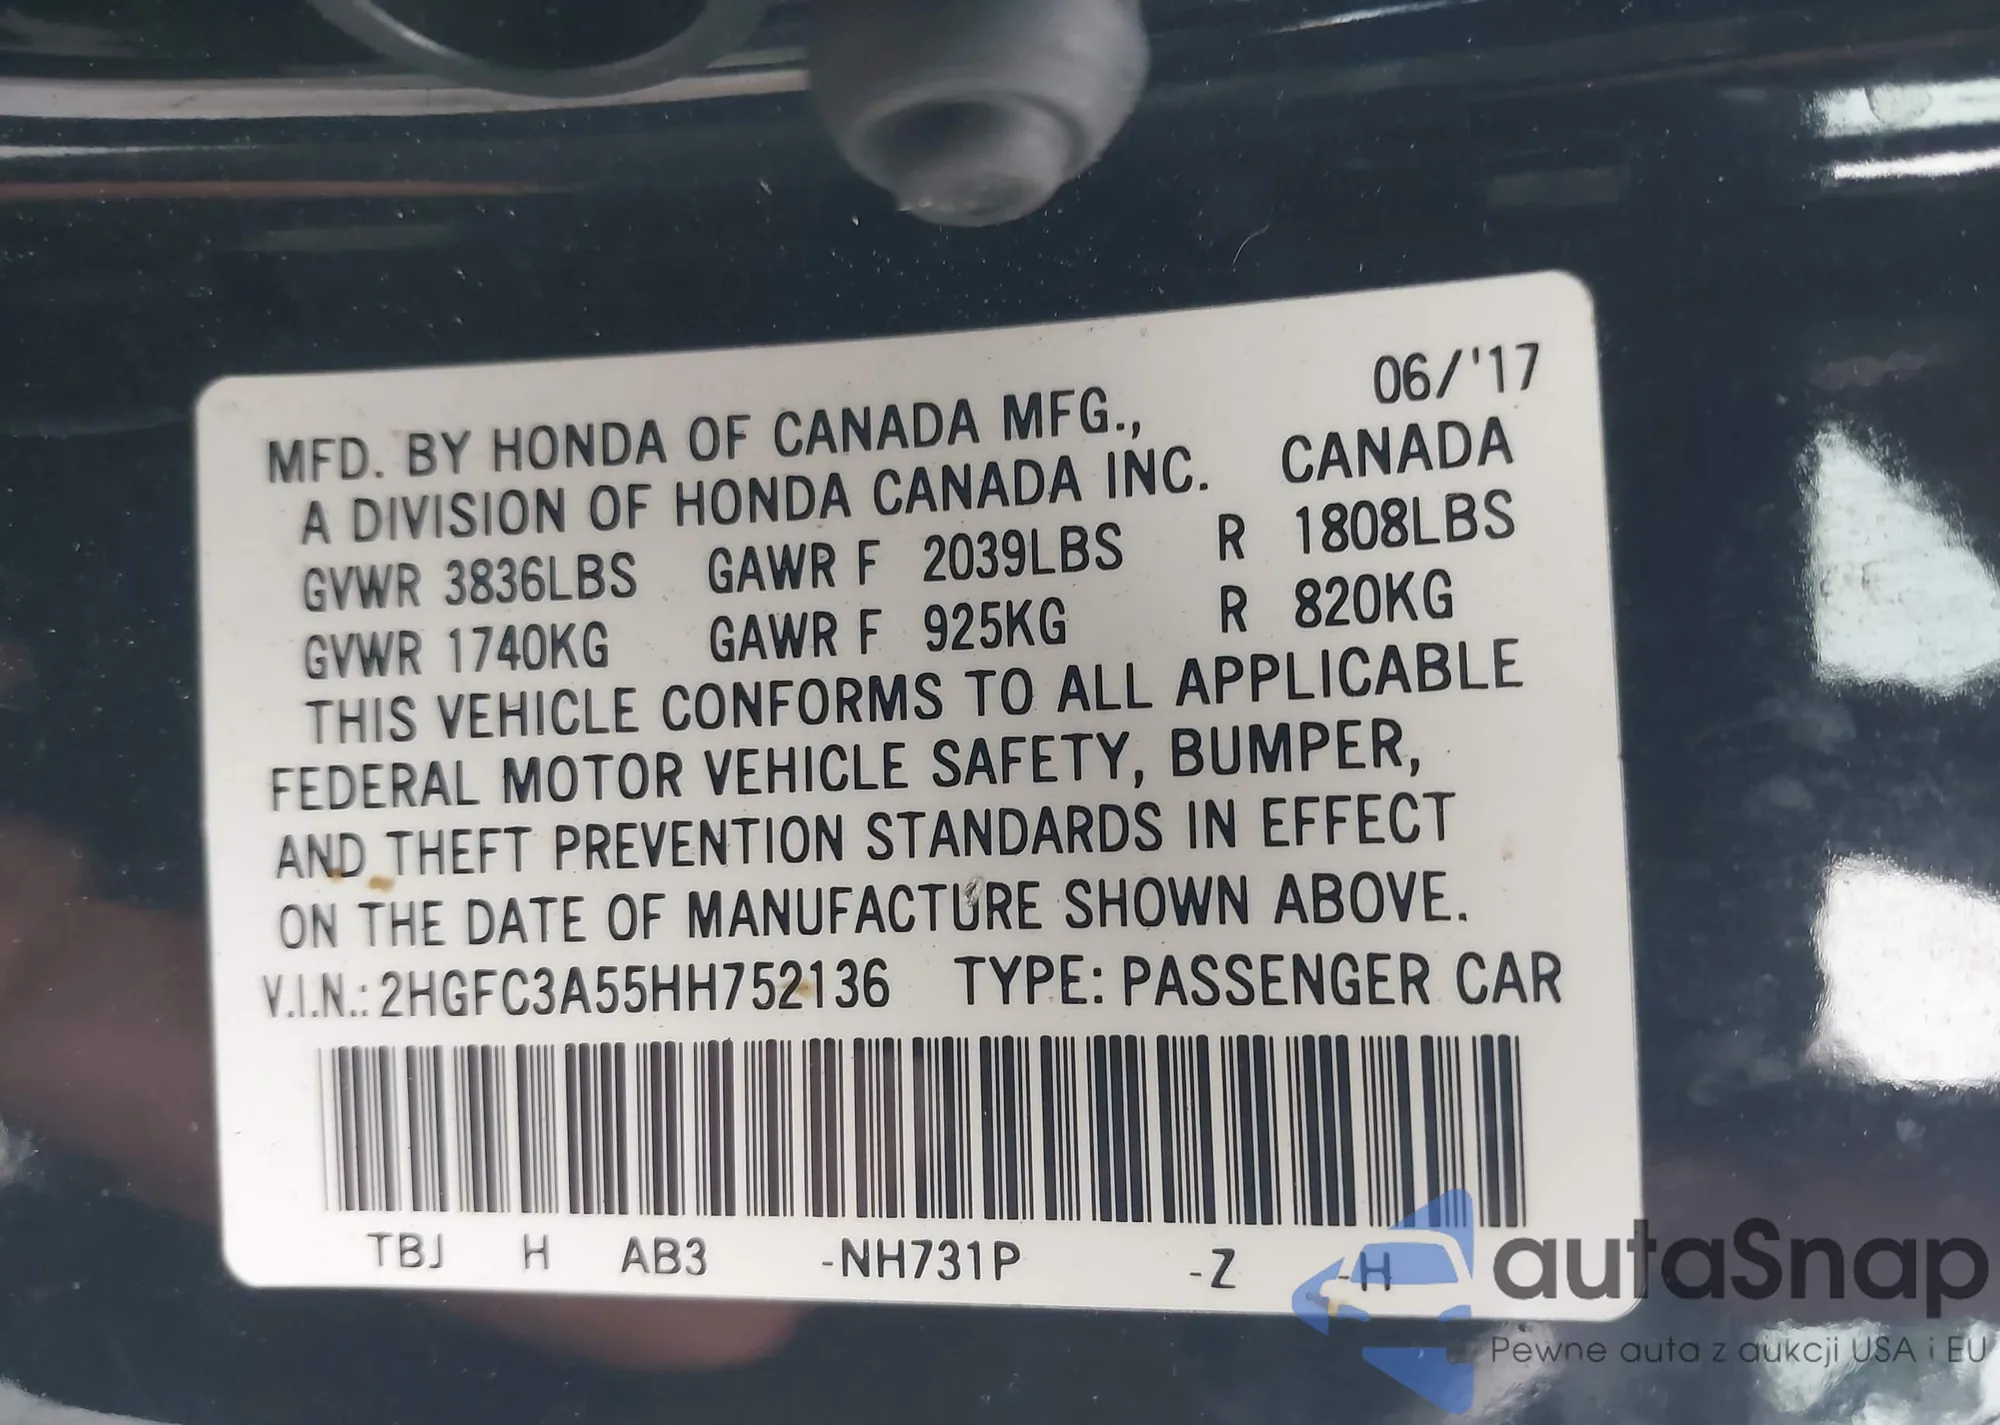 06/'17
MFD. BY HONDA OF CANADA MFG.,
A DIVISION OF HONDA CANADA INC. CANADA
GVWR 3836LBS GAWR F 2039LBS R 1808LBS
GVWR 1740KG GAWR F 925KG R 820KG
THIS VEHICLE CONFORMS TO ALL APPLICABLE
FEDERAL MOTOR VEHICLE SAFETY, BUMPER,
AND THEFT PREVENTION STANDARDS IN EFFECT
ON THE DATE OF MANUFACTURE SHOWN ABOVE.
V.I.N.: 2HGFC3A55HH752136 TYPE: PASSENGER CAR
TBJ H AB3 -NH731P -Z -H
autaSnap
Pewne auta z aukcji USA i EU